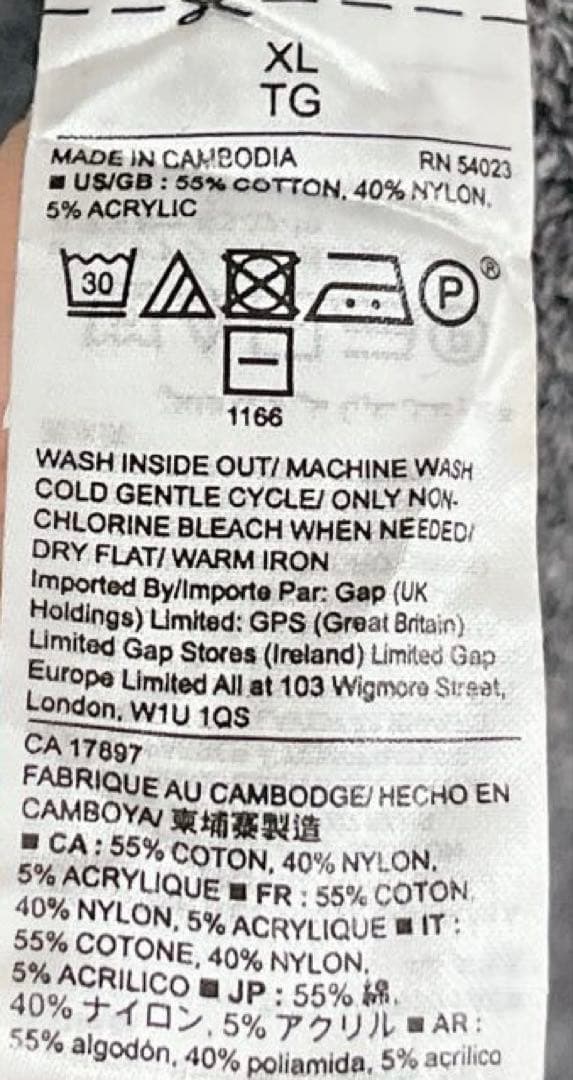 XL
TG
MADE IN CAMBODIA RN 54023
■ US/GB : 55% COTTON, 40% NYLON,
5% ACRYLIC
30 P ®
1166
WASH INSIDE OUT/ MACHINE WASH
COLD GENTLE CYCLE/ ONLY NON-
CHLORINE BLEACH WHEN NEEDED/
DRY FLAT/ WARM IRON
Imported By/Importe Par: Gap (UK
Holdings) Limited: GPS (Great Britain)
Limited Gap Stores (Ireland) Limited Gap
Europe Limited All at 103 Wigmore Street,
London, W1U 1QS
CA 17897
FABRIQUE AU CAMBODGE/ HECHO EN
CAMBOYA/ 柬埔寨製造
■ CA : 55% COTON, 40% NYLON,
5% ACRYLIQUE ■ FR : 55% COTON,
40% NYLON, 5% ACRYLIQUE ■ IT :
55% COTONE, 40% NYLON,
5% ACRILICO ■ JP : 55% 綿,
40% ナイロン, 5% アクリル ■ AR :
55% algodón, 40% poliamida, 5% acrílico